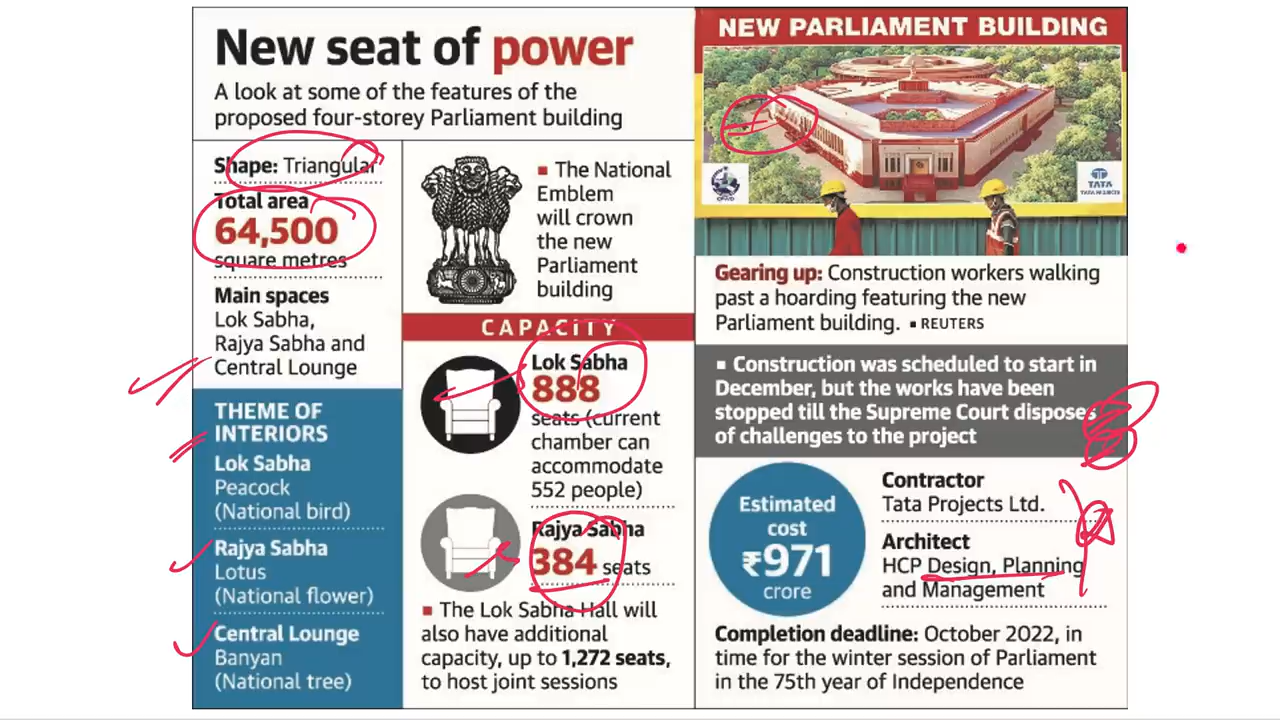 New seat of power
A look at some of the features of the
proposed four-storey Parliament building
Shape: Triangular
Total area
64,500
square metres
Main spaces
Lok Sabha,
Rajya Sabha and
Central Lounge
THEME OF
INTERIORS
Lok Sabha
Peacock
(National bird)
Rajya Sabha
Lotus
(National flower)
Central Lounge
Banyan
(National tree)
▪ The National
Emblem
will crown
the new
Parliament
building
CAPACITY
Lok Sabha
888
seats (current
chamber can
accommodate
552 people)
Rajya Sabha
384 seats
▪ The Lok Sabha Hall will
also have additional
capacity, up to 1,272 seats,
to host joint sessions
NEW PARLIAMENT BUILDING
TATA
TATA PROJECTS
Gearing up: Construction workers walking
past a hoarding featuring the new
Parliament building. ▪ REUTERS
▪ Construction was scheduled to start in
December, but the works have been
stopped till the Supreme Court disposes
of challenges to the project
Estimated
cost
₹971
crore
Contractor
Tata Projects Ltd.
Architect
HCP Design, Planning
and Management
Completion deadline: October 2022, in
time for the winter session of Parliament
in the 75th year of Independence